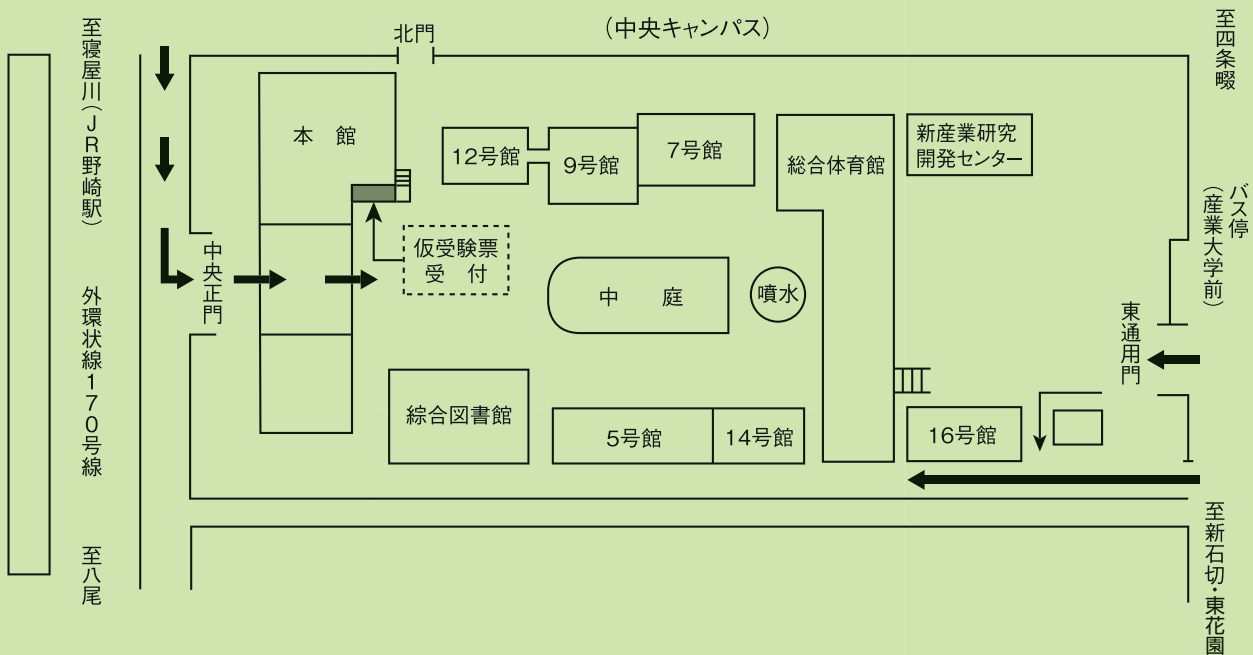 (中央キャンパス)
北門
至寝屋川(JR野崎駅)
外環状線170号線
至八尾
至四条畷
本 館
12号館
9号館
7号館
総合体育館
新産業研究
開発センター
バス停
(産業大学前)
中央正門
仮受験票
受 付
中 庭
噴水
東通用門
綜合図書館
5号館
14号館
16号館
至新石切・東花園